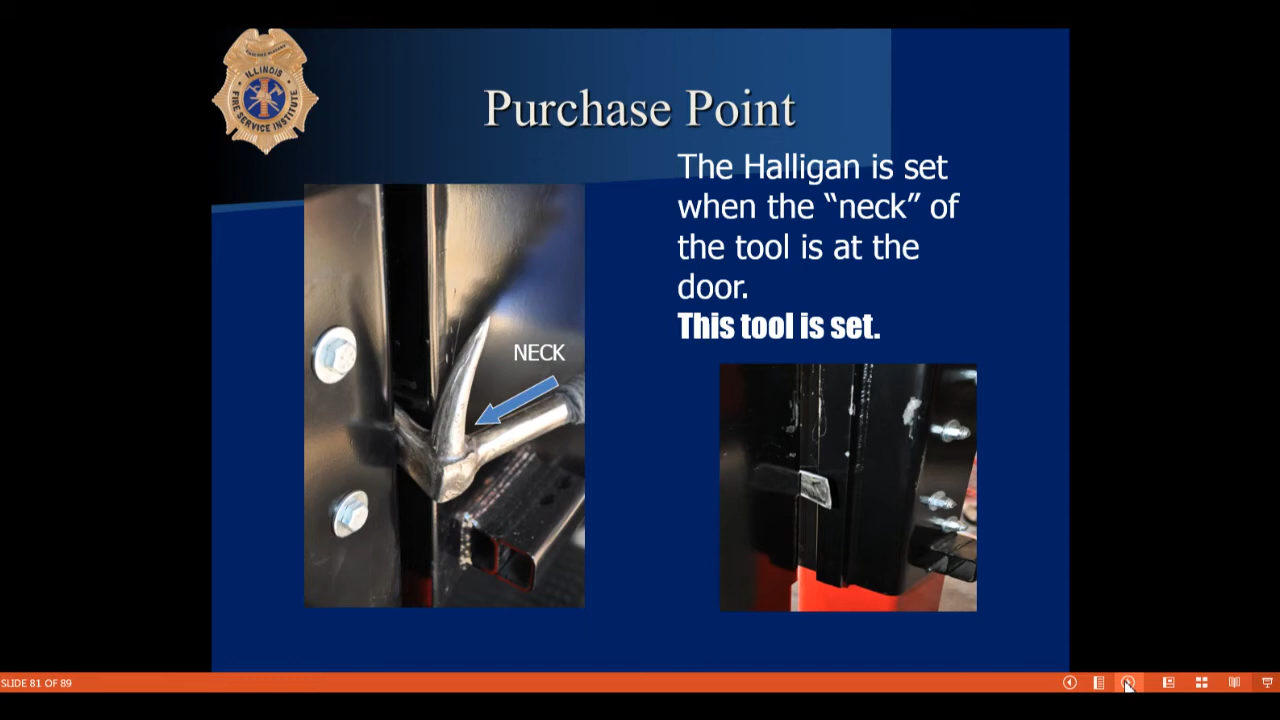 ILLINOIS
FIRE SERVICE INSTITUTE
Purchase Point
The Halligan is set
when the “neck” of
the tool is at the
door.
This tool is set.
NECK
SLIDE 81 OF 89